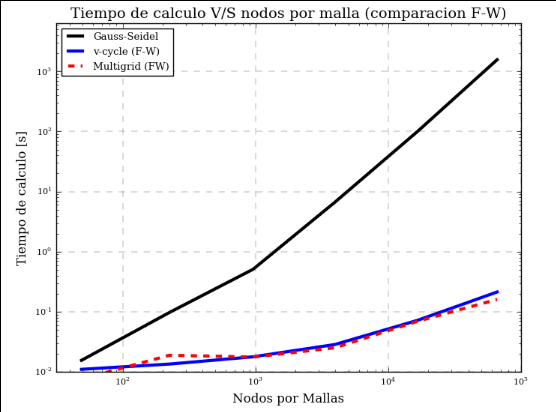 Tiempo de calculo V/S nodos por malla (comparacion F-W)
Gauss-Seidel
v-cycle (F-W)
Multigrid (FW)
Tiempo de calculo [s]
10³
10²
10¹
10⁰
10⁻¹
10⁻²
10² 10³ 10⁴ 10⁵
Nodos por Mallas